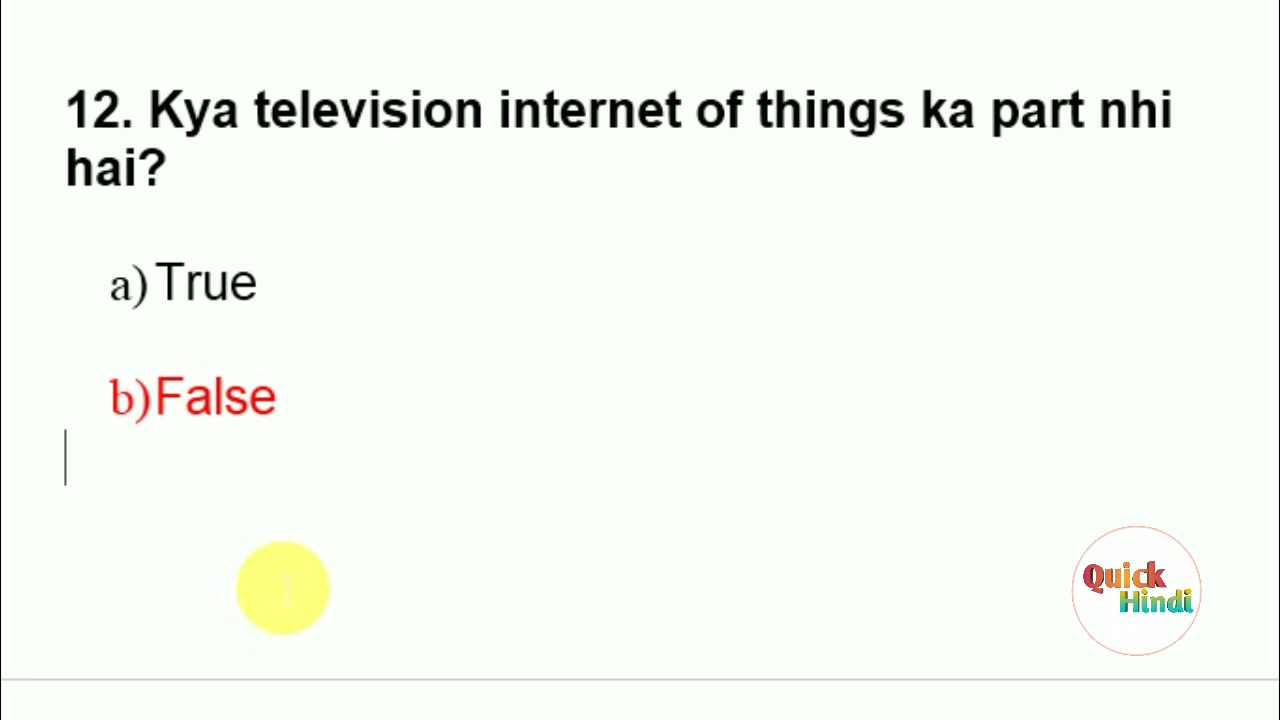 12. Kya television internet of things ka part nhi
hai?
a) True
b) False
Quick
Hindi